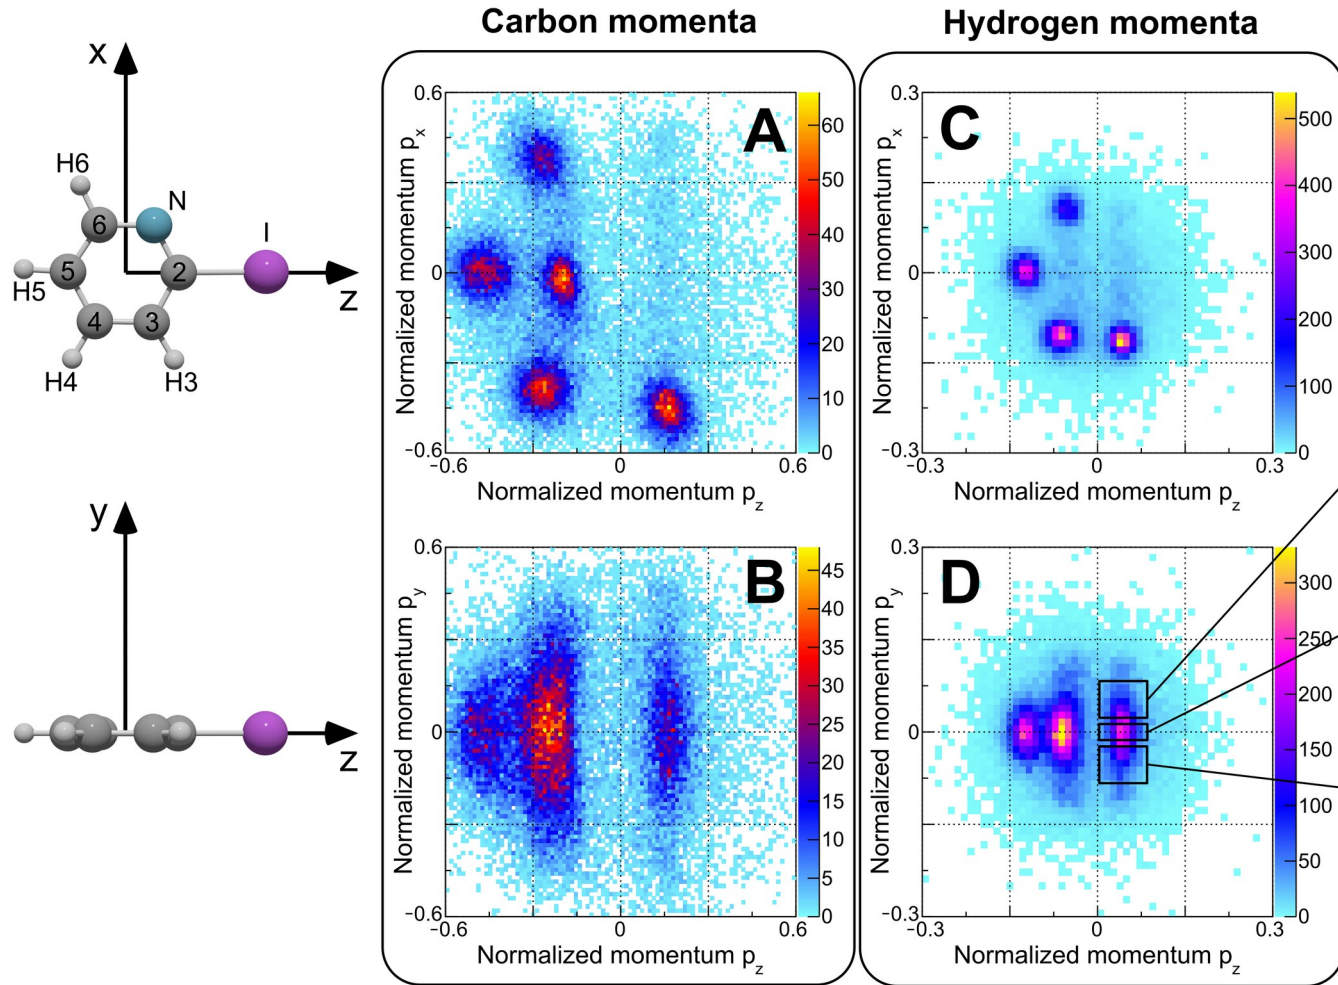 Carbon momenta
Hydrogen momenta
x
H6
N
I
6
5
2
4
3
H5
H4
H3
z
y
z
A
Normalized momentum p_x
0.6
0
−0.6
−0.6
0
0.6
Normalized momentum p_z
60
50
40
30
20
10
0
C
Normalized momentum p_x
0.3
0
−0.3
−0.3
0
0.3
Normalized momentum p_z
500
400
300
200
100
0
B
Normalized momentum p_y
0.6
0
−0.6
−0.6
0
0.6
Normalized momentum p_z
45
40
35
30
25
20
15
10
5
0
D
Normalized momentum p_y
0.3
0
−0.3
−0.3
0
0.3
Normalized momentum p_z
300
250
200
150
100
50
0